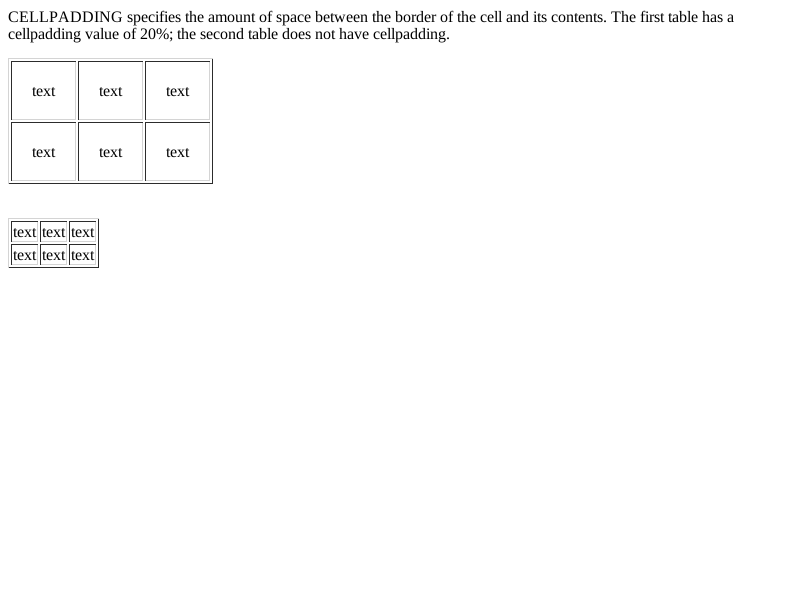 CELLPADDING specifies the amount of space between the border of the cell and its contents. The first table has a
cellpadding value of 20%; the second table does not have cellpadding.
text text text
text text text
text text text
text text text